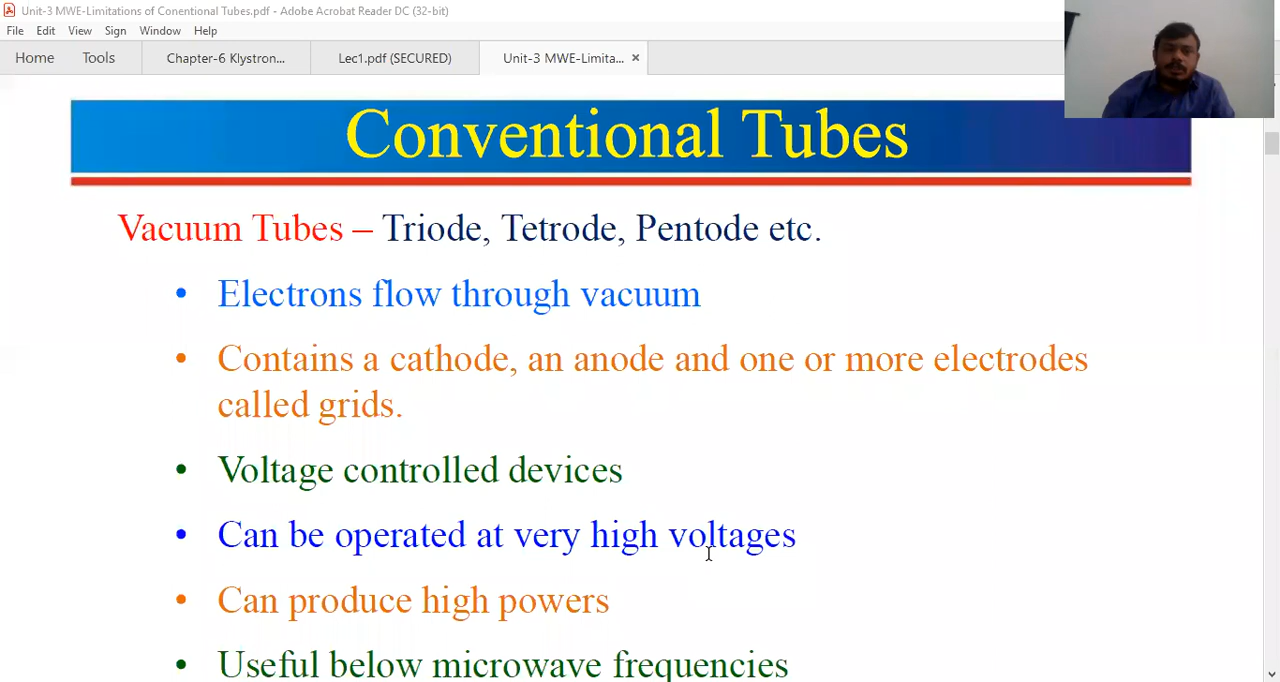 Unit-3 MWE-Limitations of Conentional Tubes.pdf - Adobe Acrobat Reader DC (32-bit)
File Edit View Sign Window Help
Home Tools Chapter-6 Klystron... Lec1.pdf (SECURED) Unit-3 MWE-Limita... ×
Conventional Tubes
Vacuum Tubes – Triode, Tetrode, Pentode etc.
• Electrons flow through vacuum
• Contains a cathode, an anode and one or more electrodes
called grids.
• Voltage controlled devices
• Can be operated at very high voltages
• Can produce high powers
• Useful below microwave frequencies